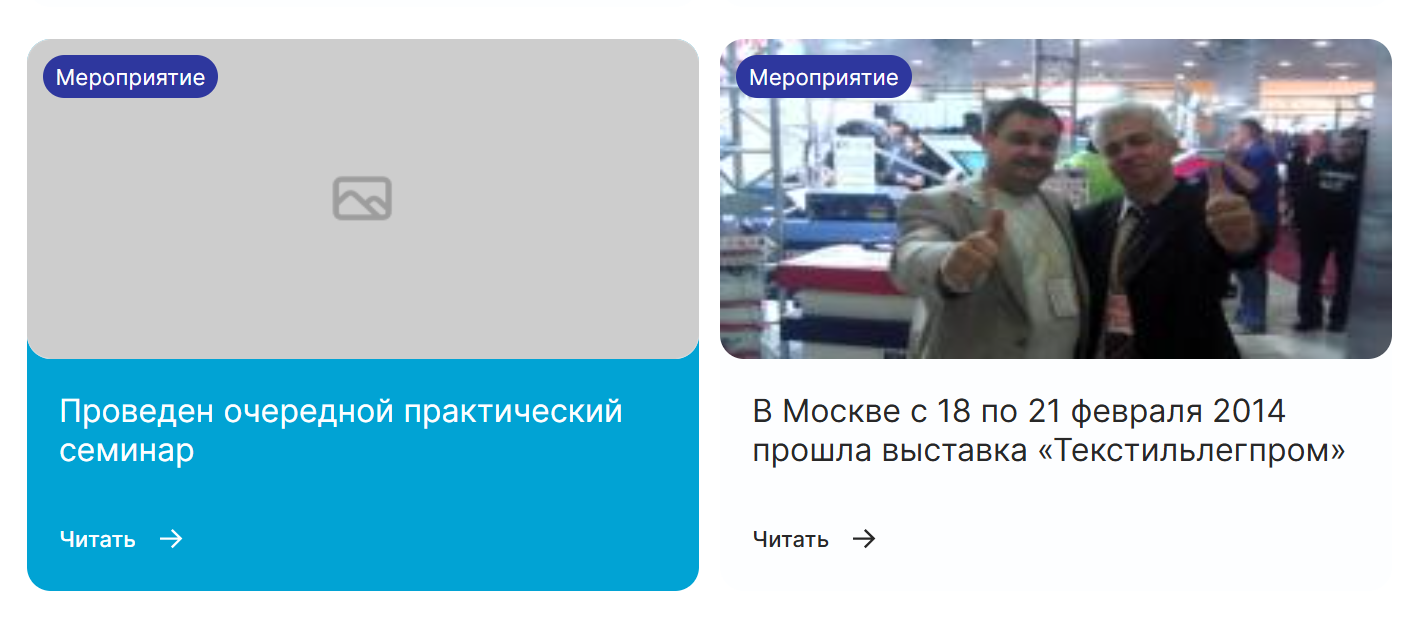 Мероприятие
Проведен очередной практический
семинар
Читать
Мероприятие
В Москве с 18 по 21 февраля 2014
прошла выставка «Текстильлегпром»
Читать